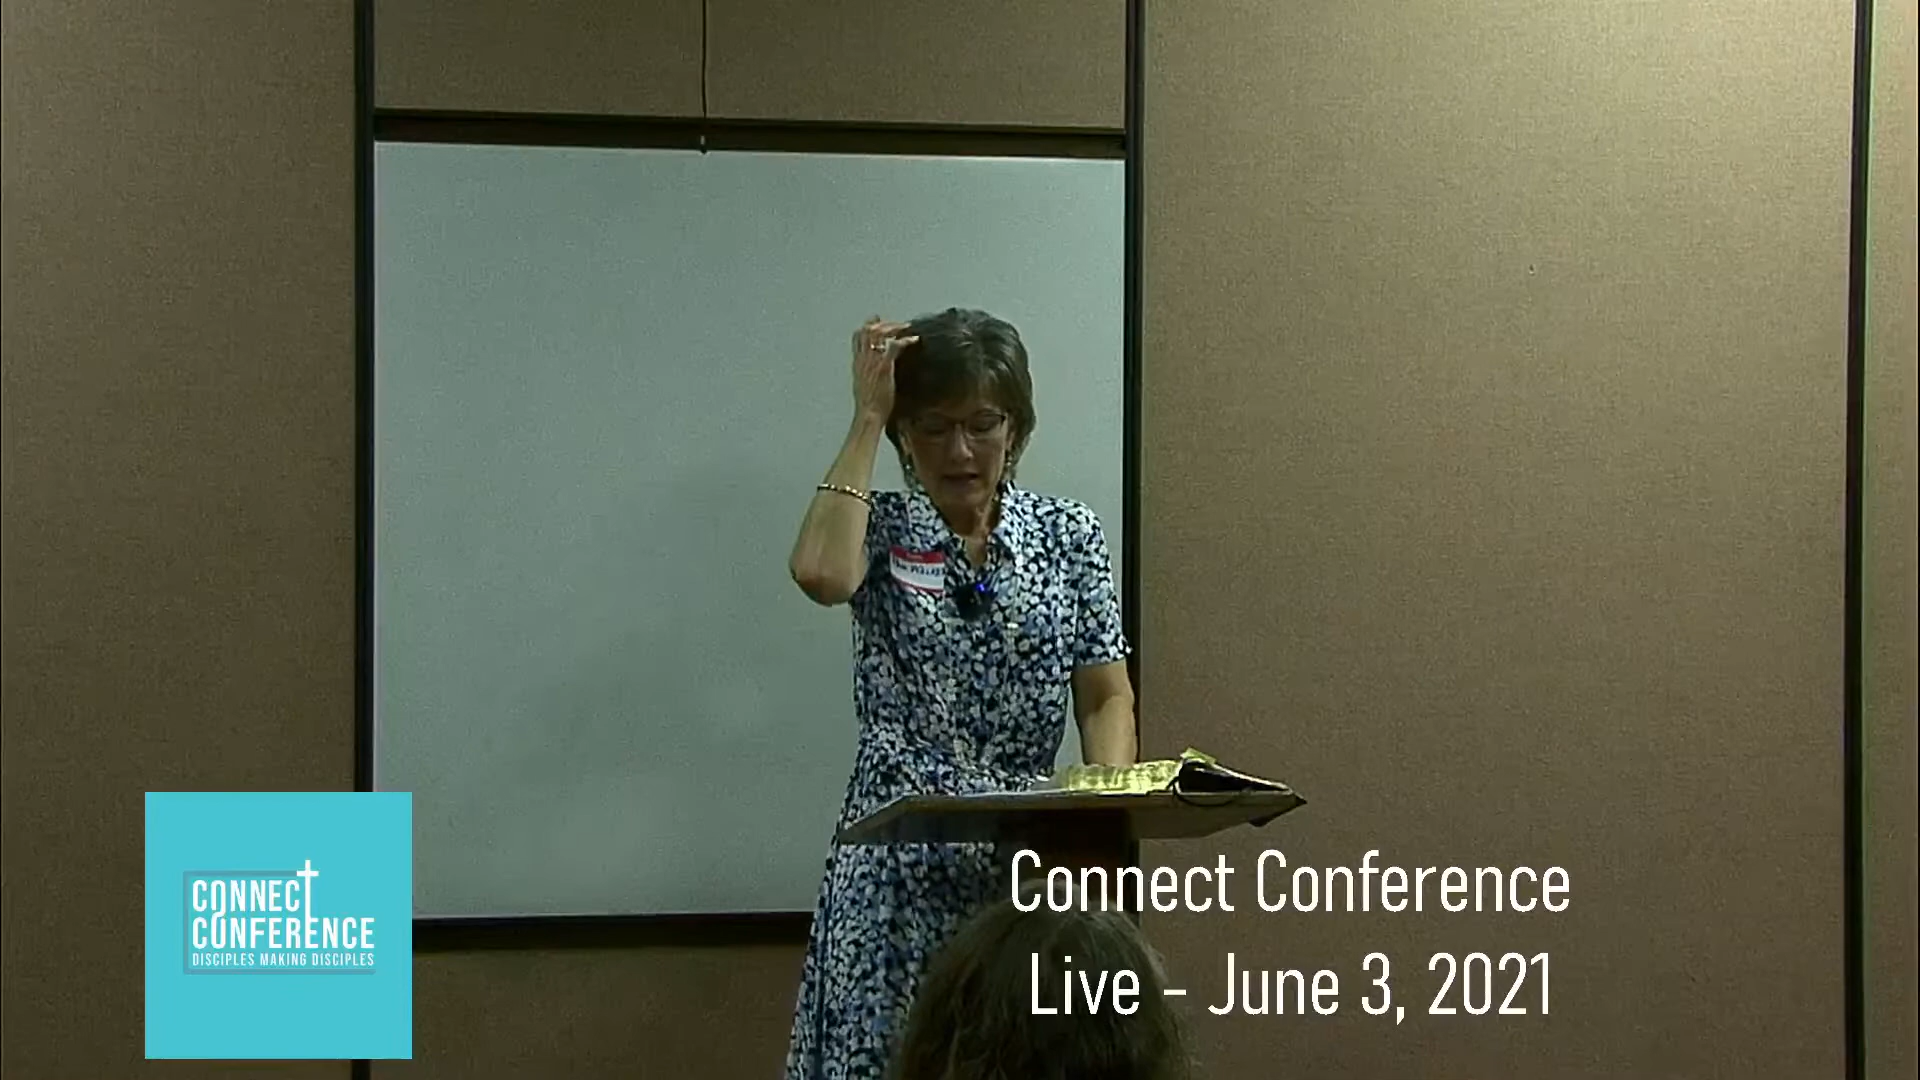 CONNECT
CONFERENCE
DISCIPLES MAKING DISCIPLES
Connect Conference
Live - June 3, 2021